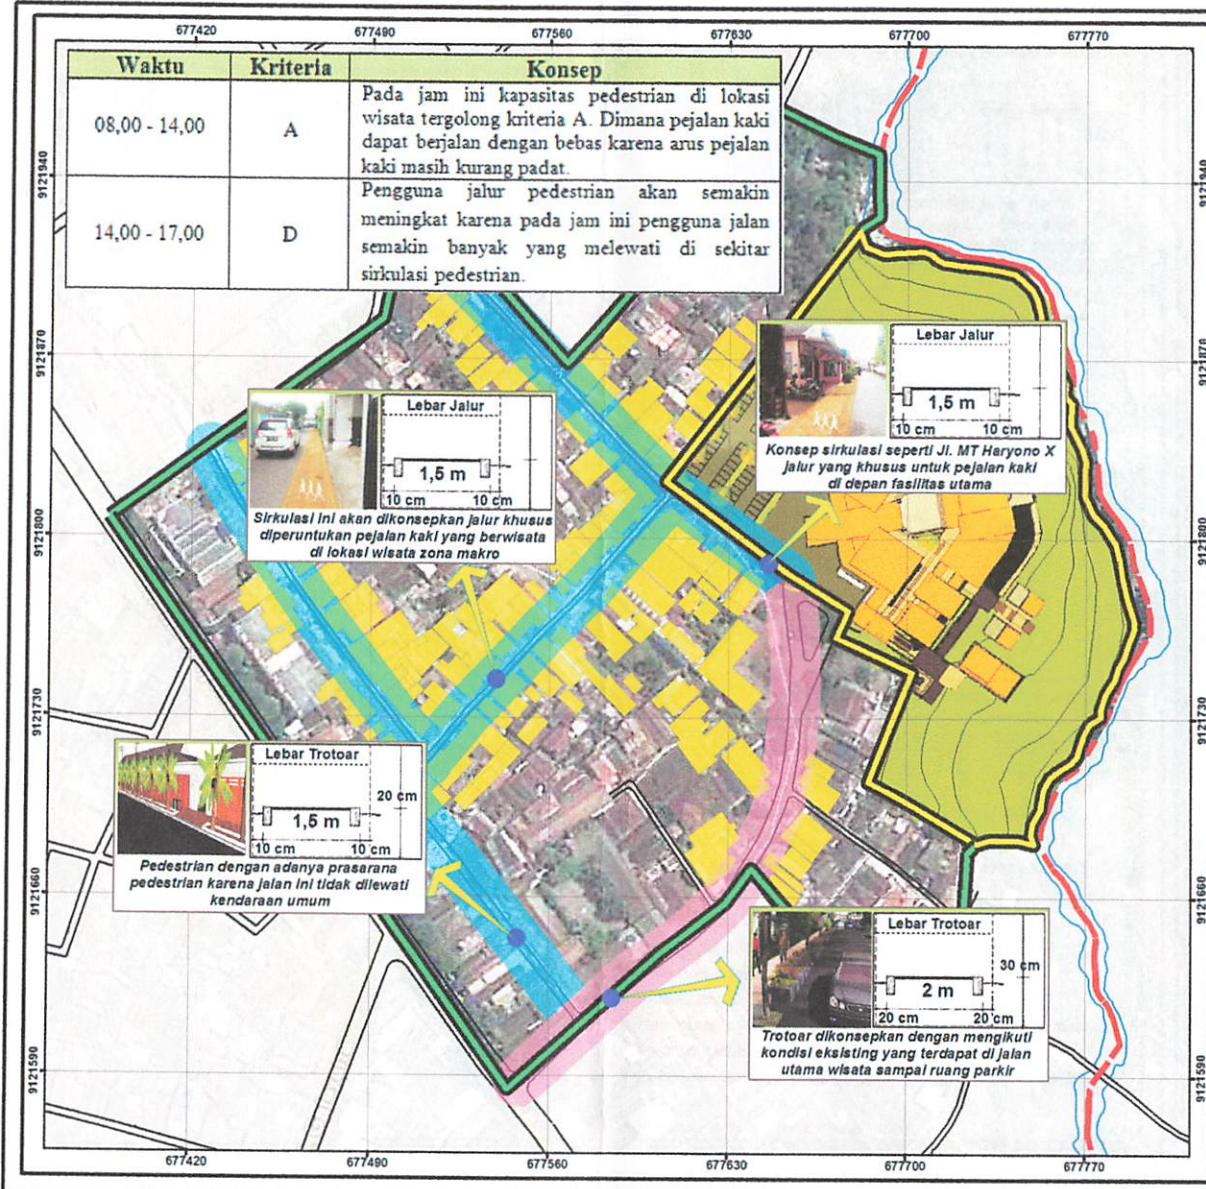 677420 677490 677560 677630 677700 677770
Waktu Kriteria Konsep
08,00 - 14,00 A
Pada jam ini kapasitas pedestrian di lokasi
wisata tergolong kriteria A. Dimana pejalan kaki
dapat berjalan dengan bebas karena arus pejalan
kaki masih kurang padat.
14,00 - 17,00 D
Pengguna jalur pedestrian akan semakin
meningkat karena pada jam ini pengguna jalan
semakin banyak yang melewati di sekitar
sirkulasi pedestrian.
9121940
9121870
9121800
9121730
9121660
9121590
9121940
9121870
9121800
9121730
9121660
9121590
Lebar Jalur
1,5 m
10 cm 10 cm
Konsep sirkulasi seperti Jl. MT Haryono X
jalur yang khusus untuk pejalan kaki
di depan fasilitas utama
Lebar Jalur
1,5 m
10 cm 10 cm
Sirkulasi ini akan dikonsepkan jalur khusus
diperuntukan pejalan kaki yang berwisata
di lokasi wisata zona makro
Lebar Trotoar
20 cm
1,5 m
10 cm 10 cm
Pedestrian dengan adanya prasarana
pedestrian karena jalan ini tidak dilewati
kendaraan umum
Lebar Trotoar
30 cm
2 m
20 cm 20 cm
Trotoar dikonsepkan dengan mengikuti
kondisi eksisting yang terdapat di jalan
utama wisata sampai ruang parkir
677420 677490 677560 677630 677700 677770